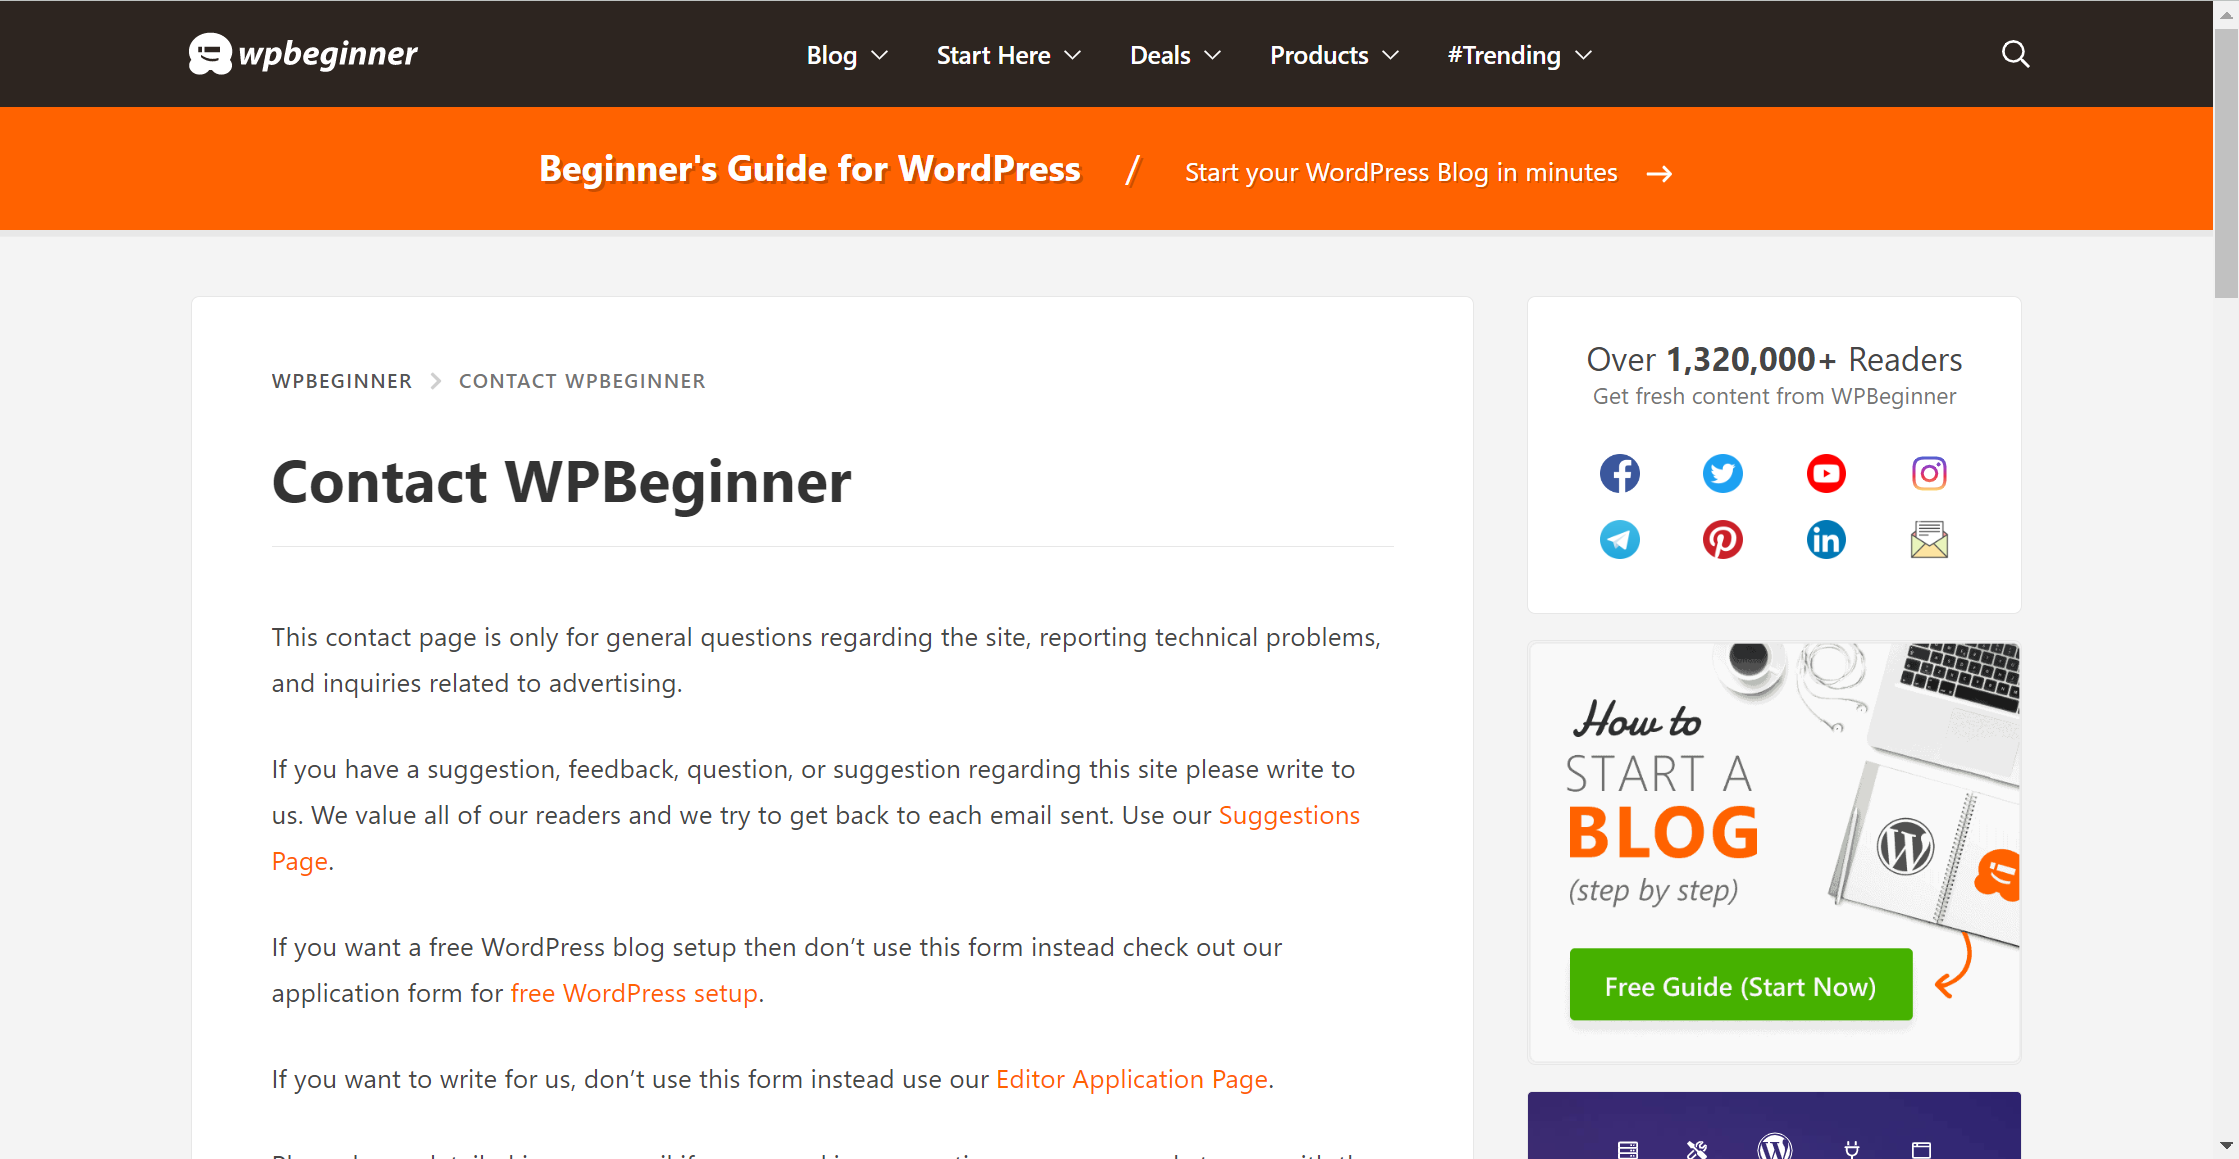 wpbeginner
Blog Start Here Deals Products #Trending
Beginner's Guide for WordPress / Start your WordPress Blog in minutes →
WPBEGINNER > CONTACT WPBEGINNER
Contact WPBeginner
This contact page is only for general questions regarding the site, reporting technical problems,
and inquiries related to advertising.
If you have a suggestion, feedback, question, or suggestion regarding this site please write to
us. We value all of our readers and we try to get back to each email sent. Use our Suggestions
Page.
If you want a free WordPress blog setup then don’t use this form instead check out our
application form for free WordPress setup.
If you want to write for us, don’t use this form instead use our Editor Application Page.
Over 1,320,000+ Readers
Get fresh content from WPBeginner
How to
START A
BLOG
(step by step)
Free Guide (Start Now)